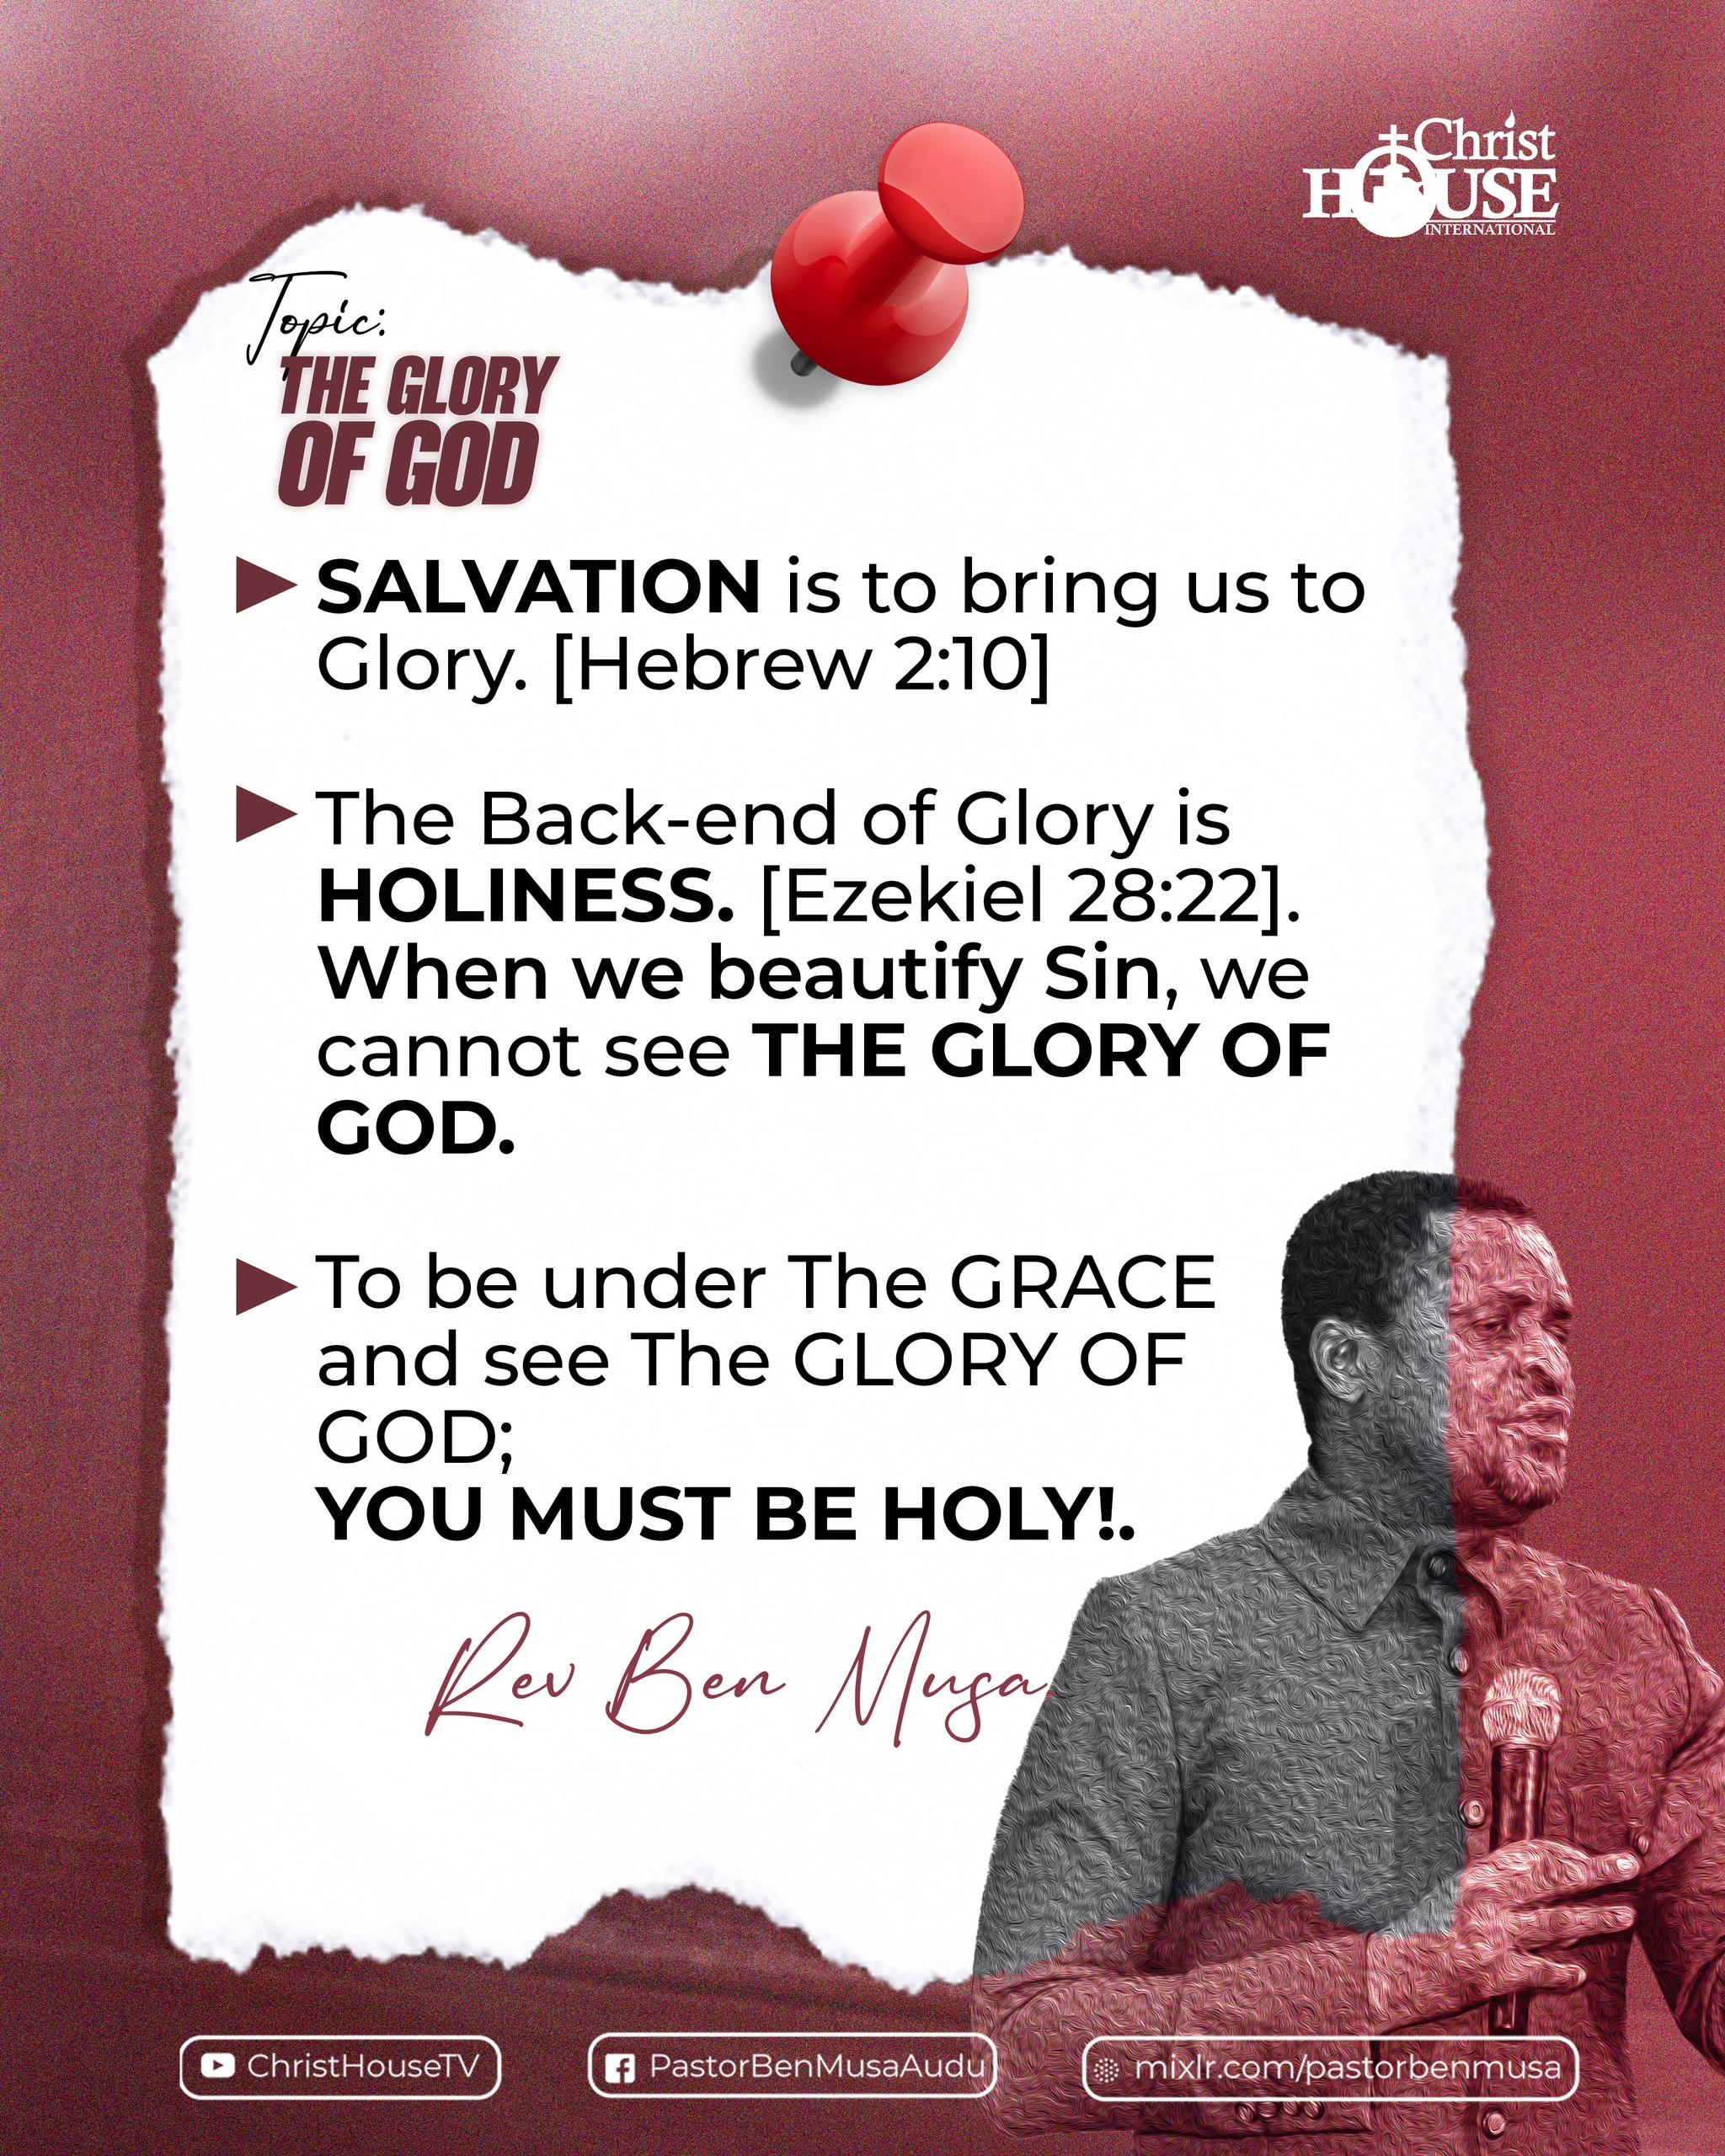 Christ
HOUSE
INTERNATIONAL
Topic:
THE GLORY
OF GOD
SALVATION is to bring us to
Glory. [Hebrew 2:10]
The Back-end of Glory is
HOLINESS. [Ezekiel 28:22].
When we beautify Sin, we
cannot see THE GLORY OF
GOD.
To be under The GRACE
and see The GLORY OF
GOD;
YOU MUST BE HOLY!.
Rev Ben Musa
ChristHouseTV
PastorBenMusaAudu
mixlr.com/pastorbenmusa